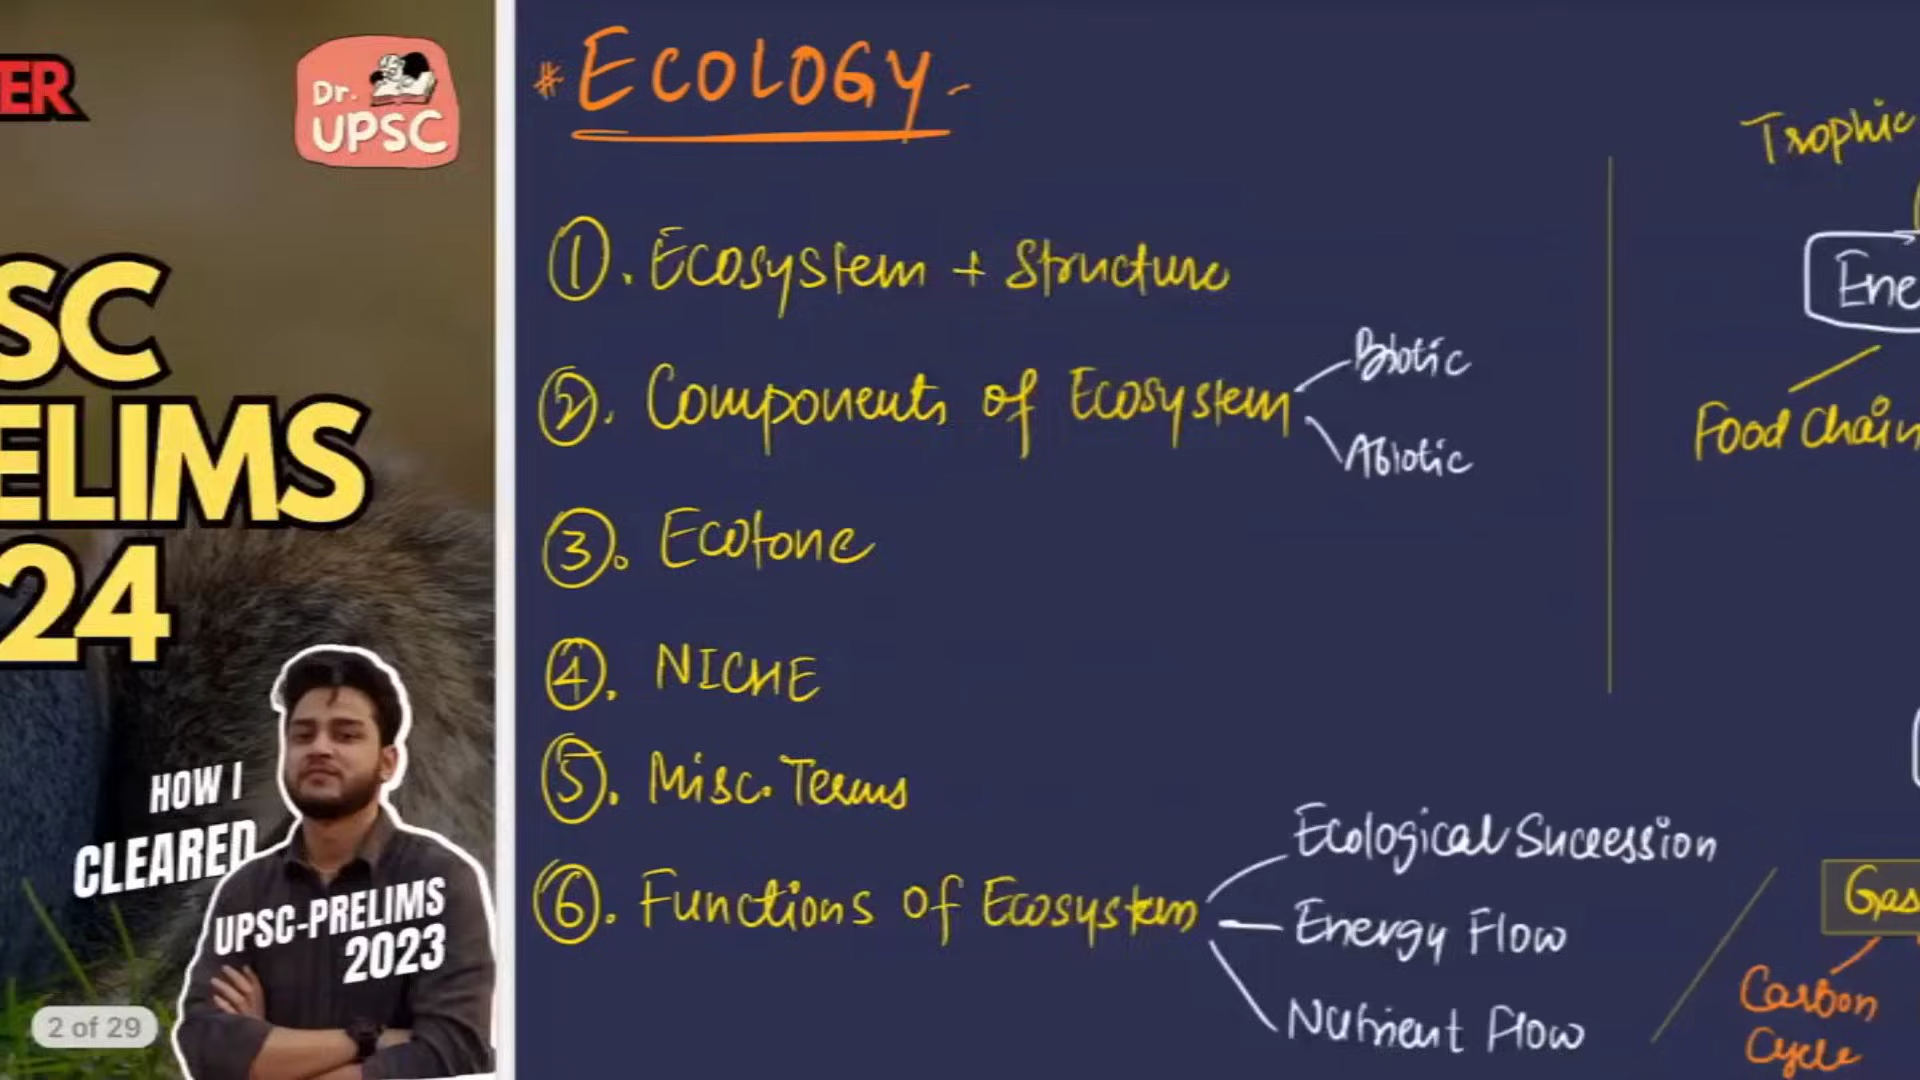 ER
Dr.
UPSC
SC
ELIMS
24
HOW I
CLEARED
UPSC-PRELIMS
2023
2 of 29
* ECOLOGY -
①. Ecosystem + Structure
②. Components of Ecosystem
Biotic
Abiotic
③. Ecotone
④. NICHE
⑤. Misc. Terms
⑥. Functions of Ecosystem
Ecological Succession
Energy Flow
Nutrient Flow
Trophic
Ene
Food Chain
Gas
Carbon
Cycle